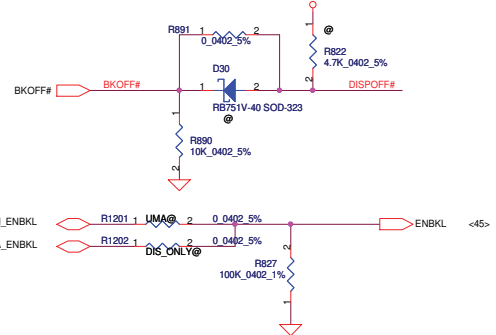 R891
1 2
0_0402_5%
1
@
R822
4.7K_0402_5%
2
D30
BKOFF# BKOFF# 1 2 DISPOFF#
RB751V-40 SOD-323
@
1
R890
10K_0402_5%
2
_ENBKL R1201 1 UMA@ 2 0_0402_5% ENBKL <45>
_ENBKL R1202 1 DIS_ONLY@ 2 0_0402_5%
2
R827
100K_0402_1%
1